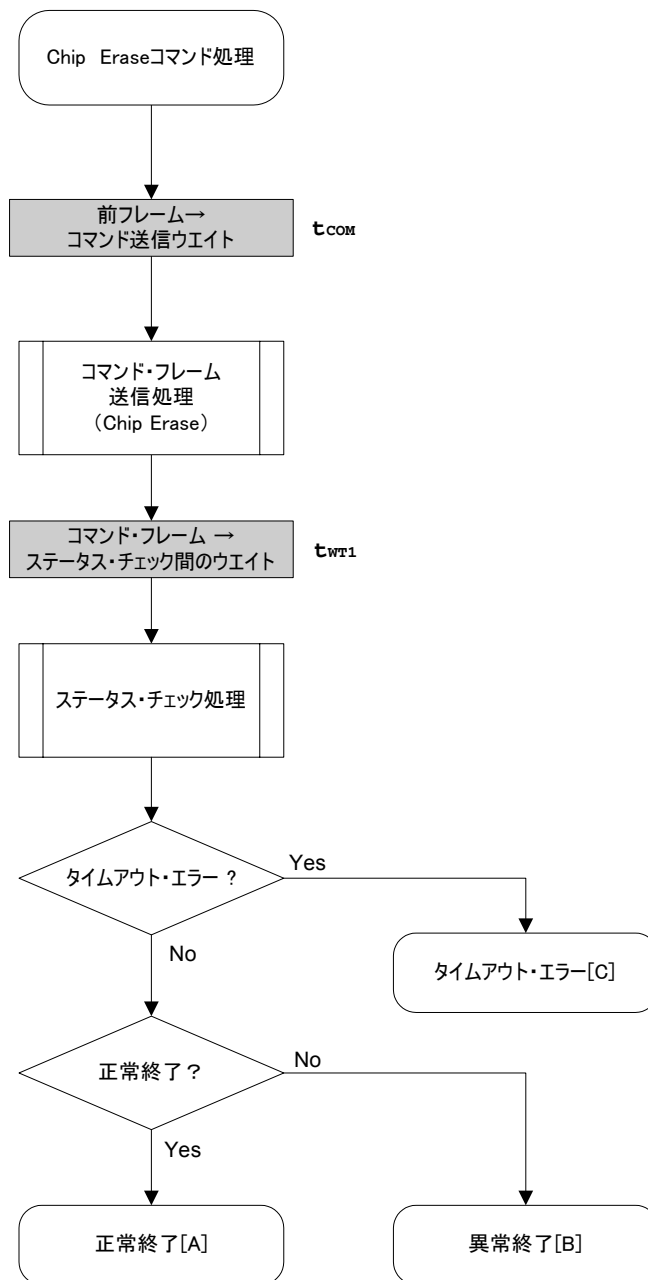 Chip　Eraseコマンド処理
前フレーム→
コマンド送信ウエイト
tCOM
コマンド・フレーム
送信処理
（Chip Erase）
コマンド・フレーム →
ステータス・チェック間のウエイト
tWT1
ステータス・チェック処理
タイムアウト・エラー ?
Yes
No
タイムアウト・エラー[C]
正常終了？
No
Yes
正常終了[A]
異常終了[B]